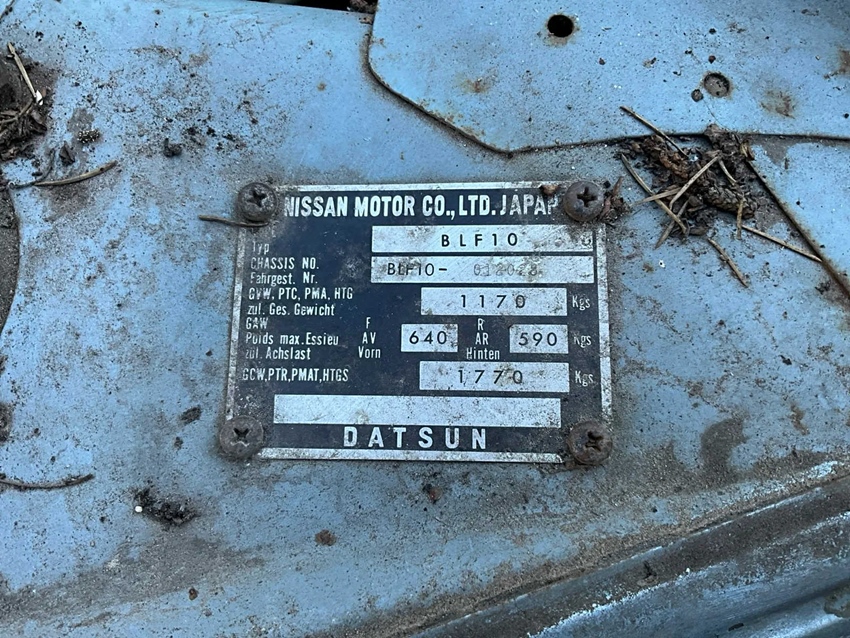 NISSAN MOTOR CO., LTD. JAPAN
Typ BLF10
CHASSIS NO. BLF10-
Fahrgest. Nr.
GVW, PTC, PMA, HTG 1170 Kgs
zul. Ges. Gewicht
GAW F R
Poids max. Essieu AV 640 AR 590 Kgs
zul. Achslast Vorn Hinten
GCW, PTR, PMAT, HTGS 1770 Kgs
DATSUN